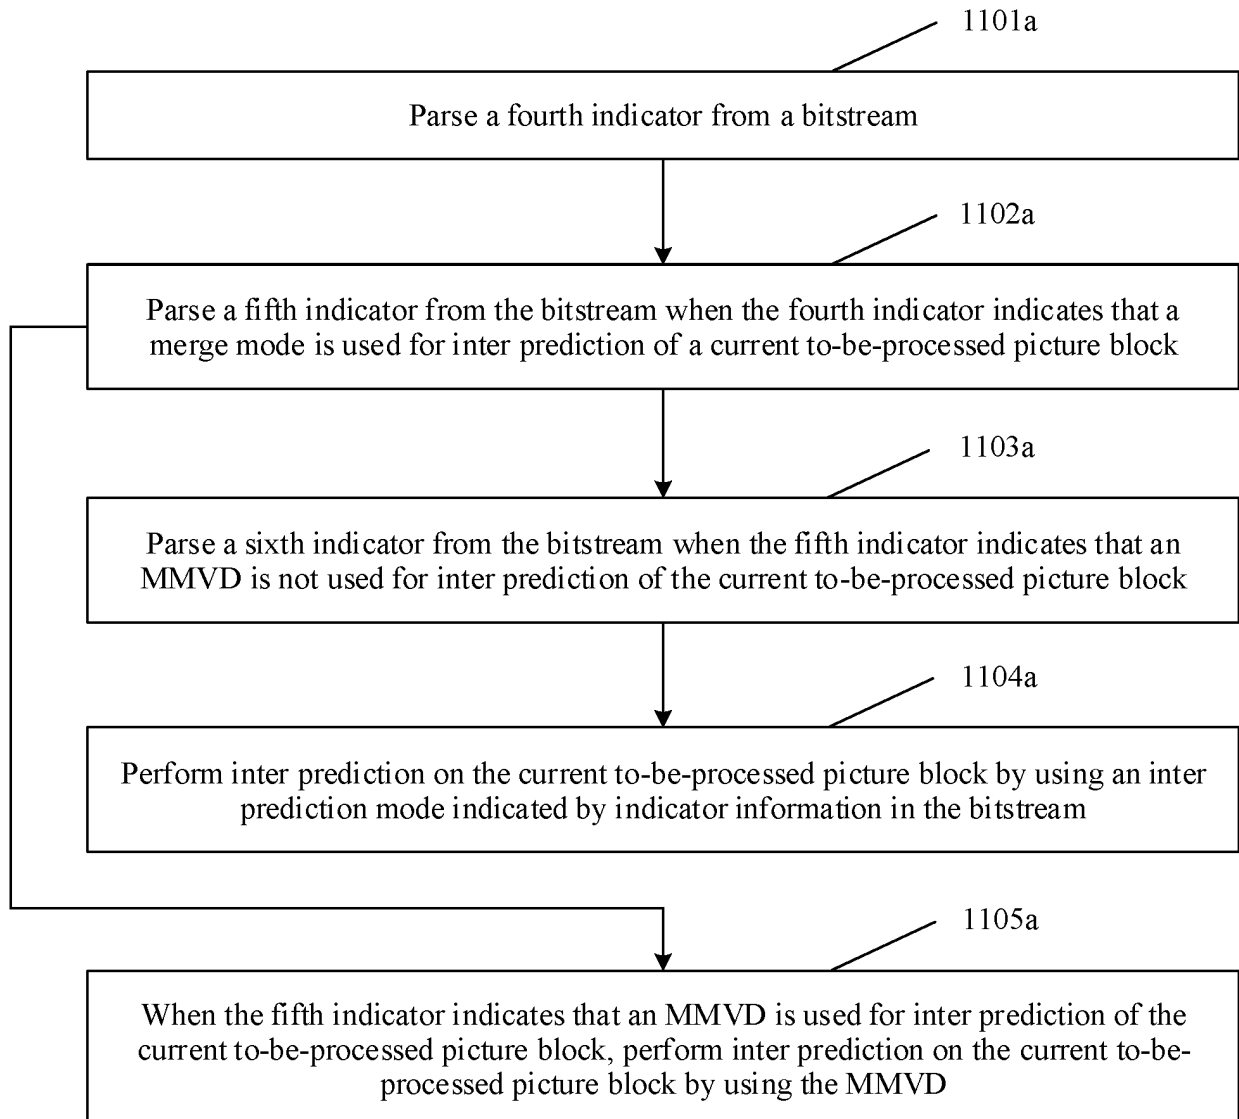 1101a
Parse a fourth indicator from a bitstream
1102a
Parse a fifth indicator from the bitstream when the fourth indicator indicates that a
merge mode is used for inter prediction of a current to-be-processed picture block
1103a
Parse a sixth indicator from the bitstream when the fifth indicator indicates that an
MMVD is not used for inter prediction of the current to-be-processed picture block
1104a
Perform inter prediction on the current to-be-processed picture block by using an inter
prediction mode indicated by indicator information in the bitstream
1105a
When the fifth indicator indicates that an MMVD is used for inter prediction of the
current to-be-processed picture block, perform inter prediction on the current to-be-
processed picture block by using the MMVD